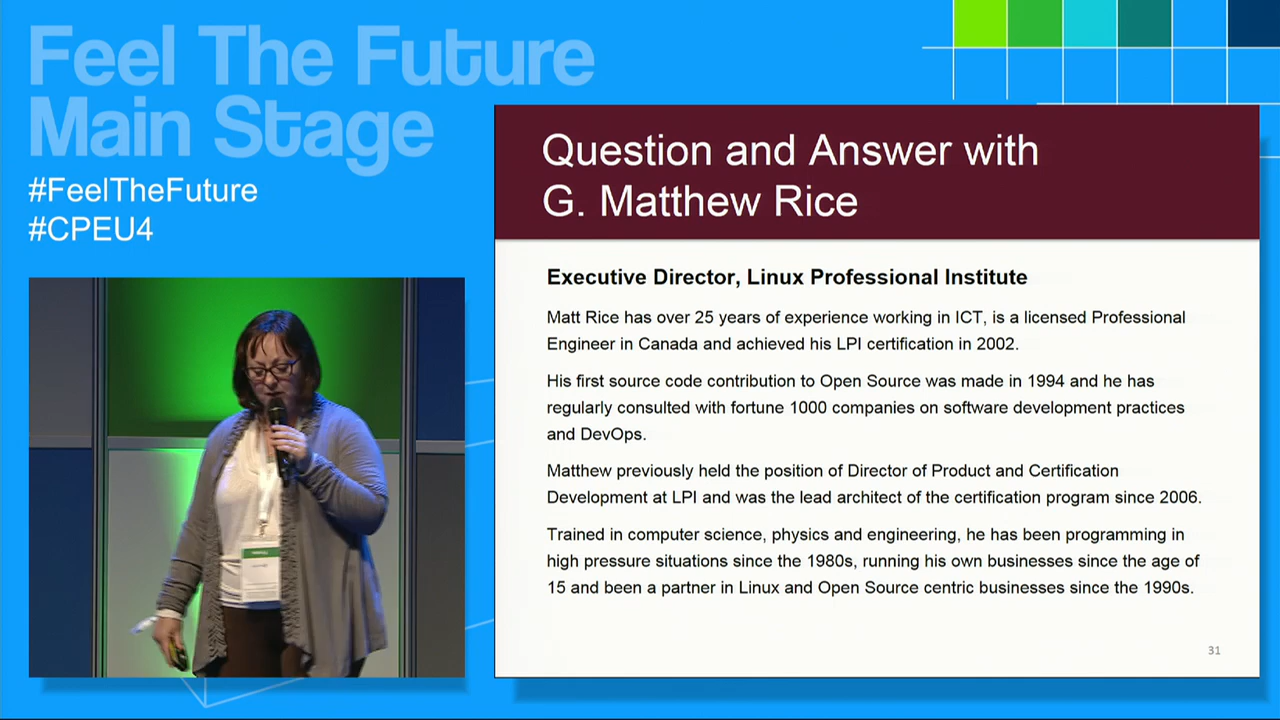 Feel The Future
Main Stage
#FeelTheFuture
#CPEU4
Question and Answer with
G. Matthew Rice
Executive Director, Linux Professional Institute
Matt Rice has over 25 years of experience working in ICT, is a licensed Professional
Engineer in Canada and achieved his LPI certification in 2002.
His first source code contribution to Open Source was made in 1994 and he has
regularly consulted with fortune 1000 companies on software development practices
and DevOps.
Matthew previously held the position of Director of Product and Certification
Development at LPI and was the lead architect of the certification program since 2006.
Trained in computer science, physics and engineering, he has been programming in
high pressure situations since the 1980s, running his own businesses since the age of
15 and been a partner in Linux and Open Source centric businesses since the 1990s.
31